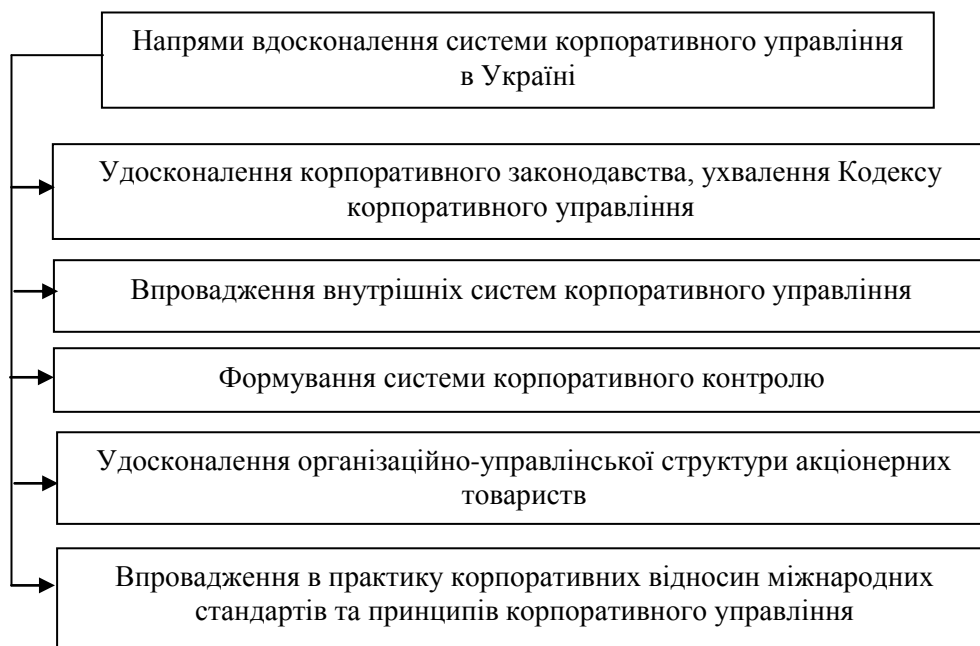 Напрями вдосконалення системи корпоративного управління
в Україні
Удосконалення корпоративного законодавства, ухвалення Кодексу
корпоративного управління
Впровадження внутрішніх систем корпоративного управління
Формування системи корпоративного контролю
Удосконалення організаційно-управлінської структури акціонерних
товариств
Впровадження в практику корпоративних відносин міжнародних
стандартів та принципів корпоративного управління